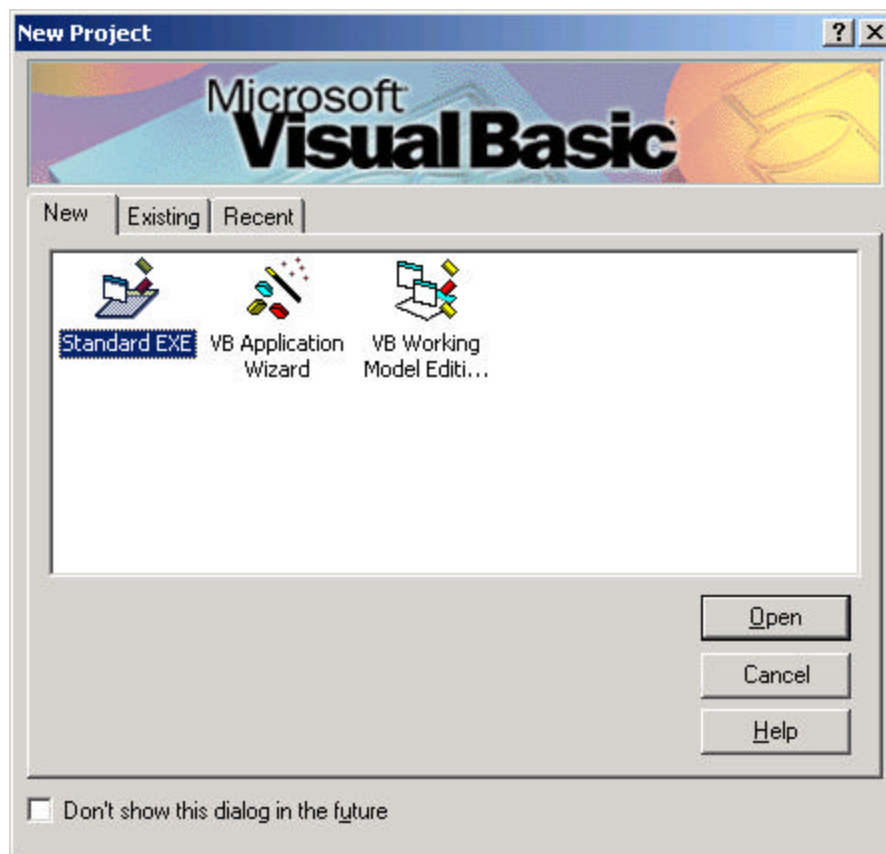 New Project
Microsoft
Visual Basic
New Existing Recent
Standard EXE
VB Application
Wizard
VB Working
Model Editi...
Open
Cancel
Help
Don't show this dialog in the future